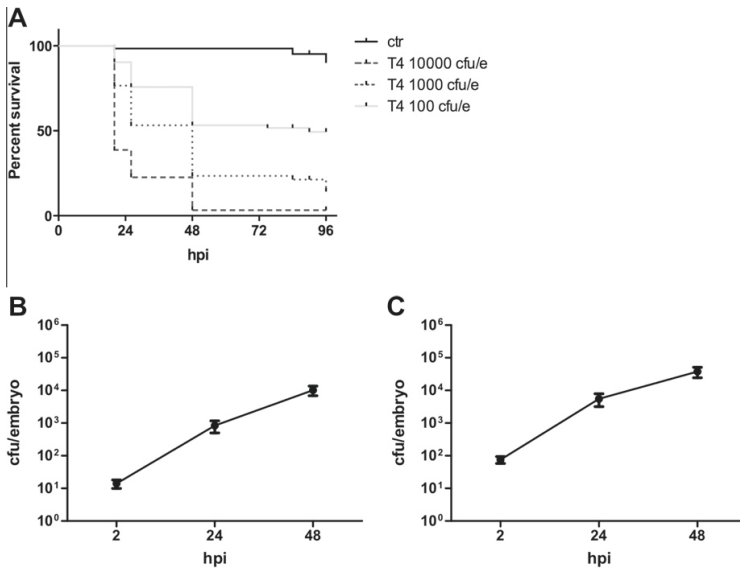 A
Percent survival
100
50
0
0 24 48 72 96
hpi
ctr
T4 10000 cfu/e
T4 1000 cfu/e
T4 100 cfu/e
B
cfu/embryo
10⁶
10⁵
10⁴
10³
10²
10¹
10⁰
2 24 48
hpi
C
cfu/embryo
10⁶
10⁵
10⁴
10³
10²
10¹
10⁰
2 24 48
hpi